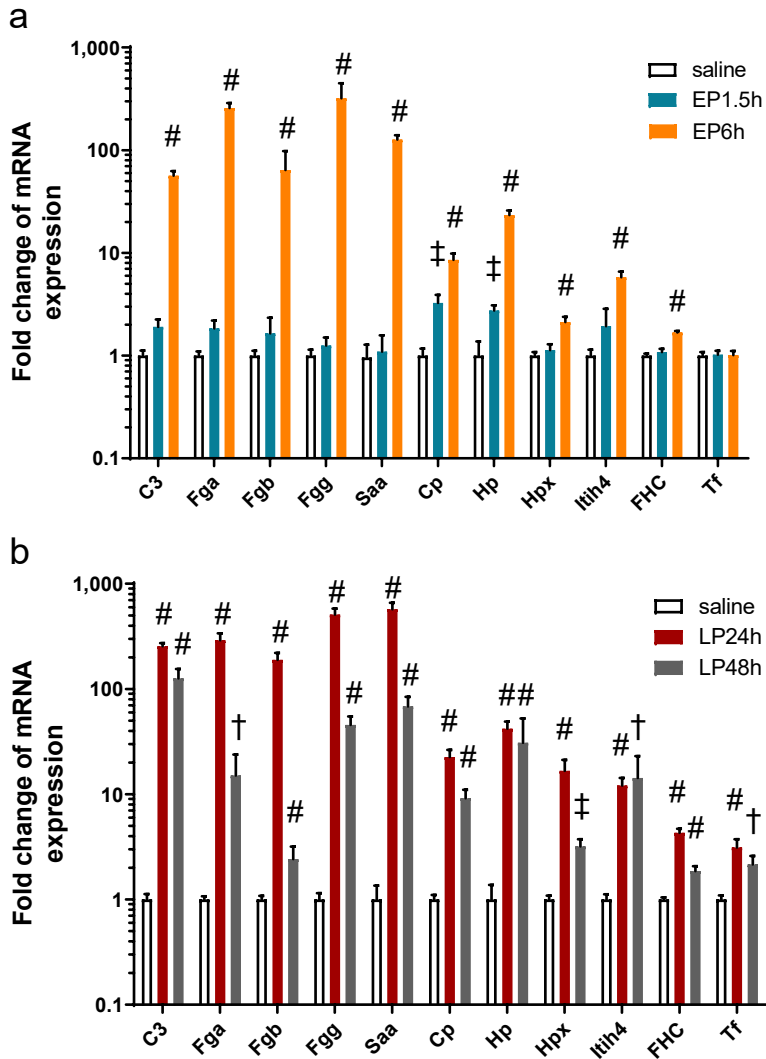 a
Fold change of mRNA
expression
1,000
100
10
1
0.1
saline
EP1.5h
EP6h
# # # # # ‡ # ‡ # # # #
C3 Fga Fgb Fgg Saa Cp Hp Hpx Itih4 FHC Tf
b
Fold change of mRNA
expression
1,000
100
10
1
0.1
saline
LP24h
LP48h
# # # † # # # # # # # # ## # ‡ # † # # # †
C3 Fga Fgb Fgg Saa Cp Hp Hpx Itih4 FHC Tf